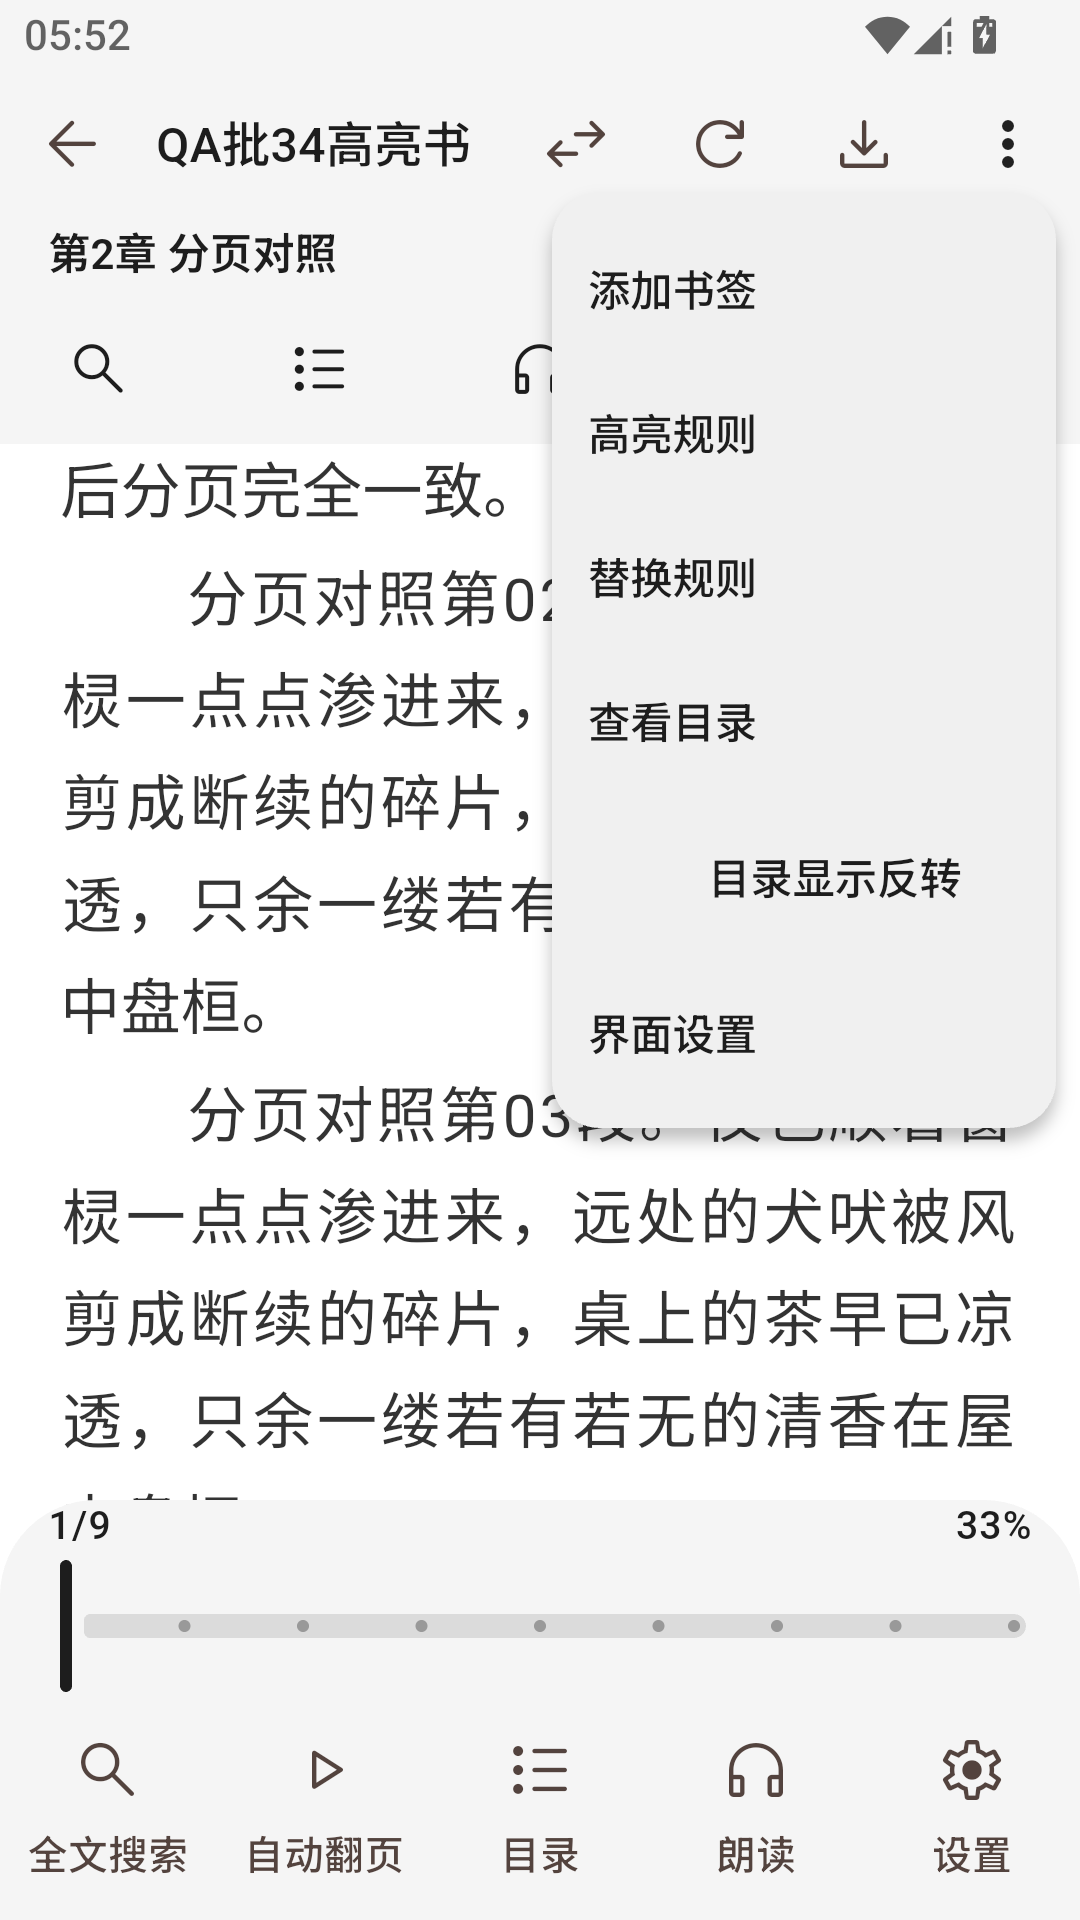 05:52
QA批34高亮书
第2章 分页对照
添加书签
高亮规则
替换规则
查看目录
目录显示反转
界面设置
后分页完全一致。
分页对照第02
棂一点点渗进来，
剪成断续的碎片，
透，只余一缕若有
中盘桓。
分页对照第03段。夜色顺着窗
棂一点点渗进来，远处的犬吠被风
剪成断续的碎片，桌上的茶早已凉
透，只余一缕若有若无的清香在屋
1/9
33%
全文搜索
自动翻页
目录
朗读
设置